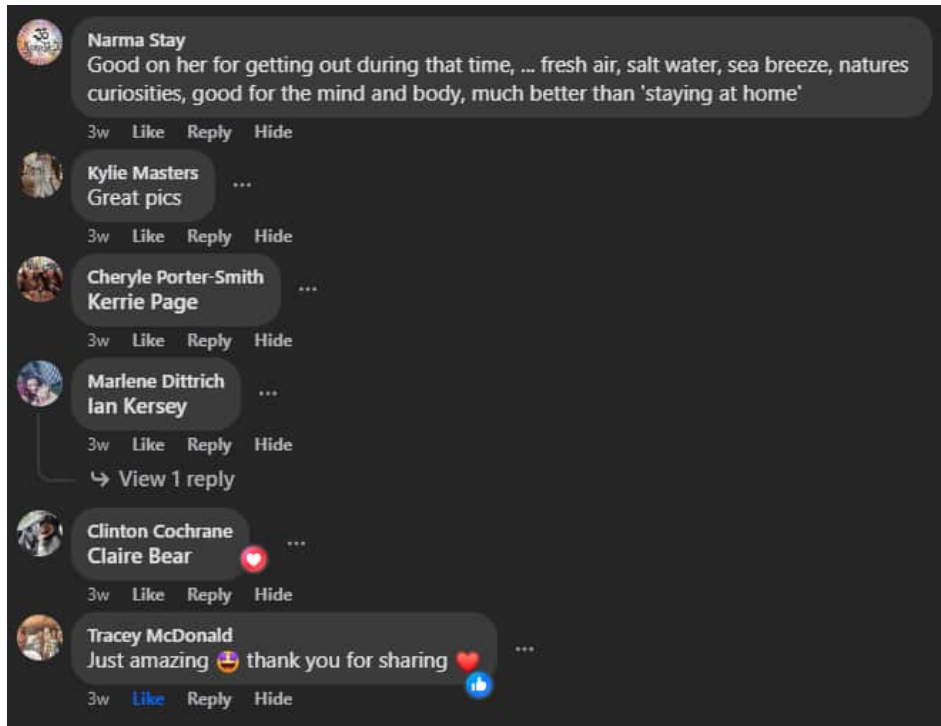 Narma Stay
Good on her for getting out during that time, ... fresh air, salt water, sea breeze, natures
curiosities, good for the mind and body, much better than 'staying at home'
3w Like Reply Hide
Kylie Masters
Great pics
3w Like Reply Hide
Cheryle Porter-Smith
Kerrie Page
3w Like Reply Hide
Marlene Dittrich
Ian Kersey
3w Like Reply Hide
View 1 reply
Clinton Cochrane
Claire Bear
3w Like Reply Hide
Tracey McDonald
Just amazing 🤩 thank you for sharing ❤️
3w Like Reply Hide